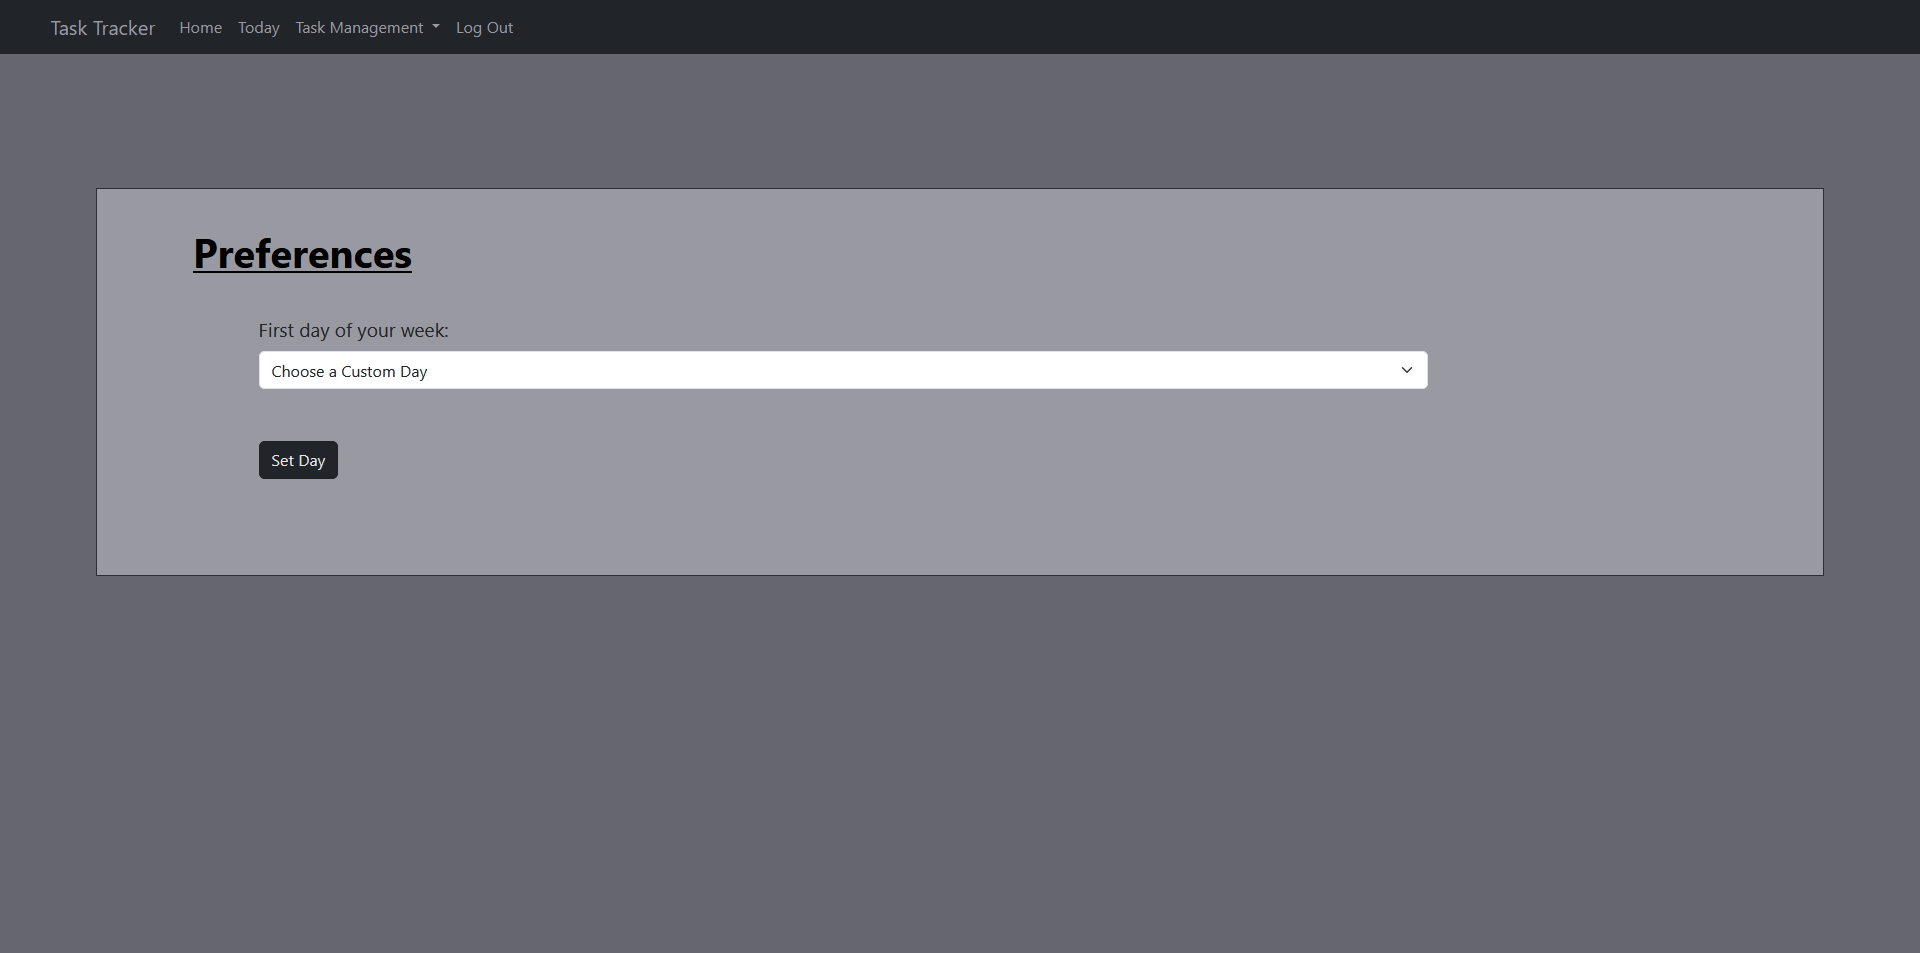 Task Tracker Home Today Task Management Log Out
Preferences
First day of your week:
Choose a Custom Day
Set Day